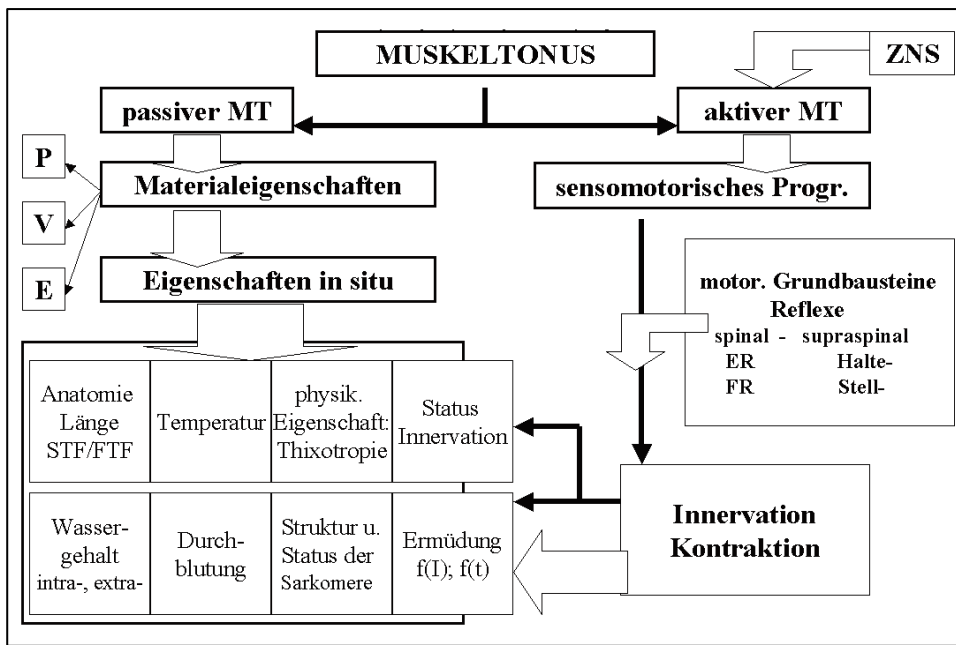 MUSKELTONUS
ZNS
passiver MT
aktiver MT
P
V
E
Materialeigenschaften
sensomotorisches Progr.
Eigenschaften in situ
motor. Grundbausteine
Reflexe
spinal - supraspinal
ER Halte-
FR Stell-
Anatomie
Länge
STF/FTF
Temperatur
physik.
Eigenschaft:
Thixotropie
Status
Innervation
Wasser-
gehalt
intra-, extra-
Durch-
blutung
Struktur u.
Status der
Sarkomere
Ermüdung
f(I); f(t)
Innervation
Kontraktion